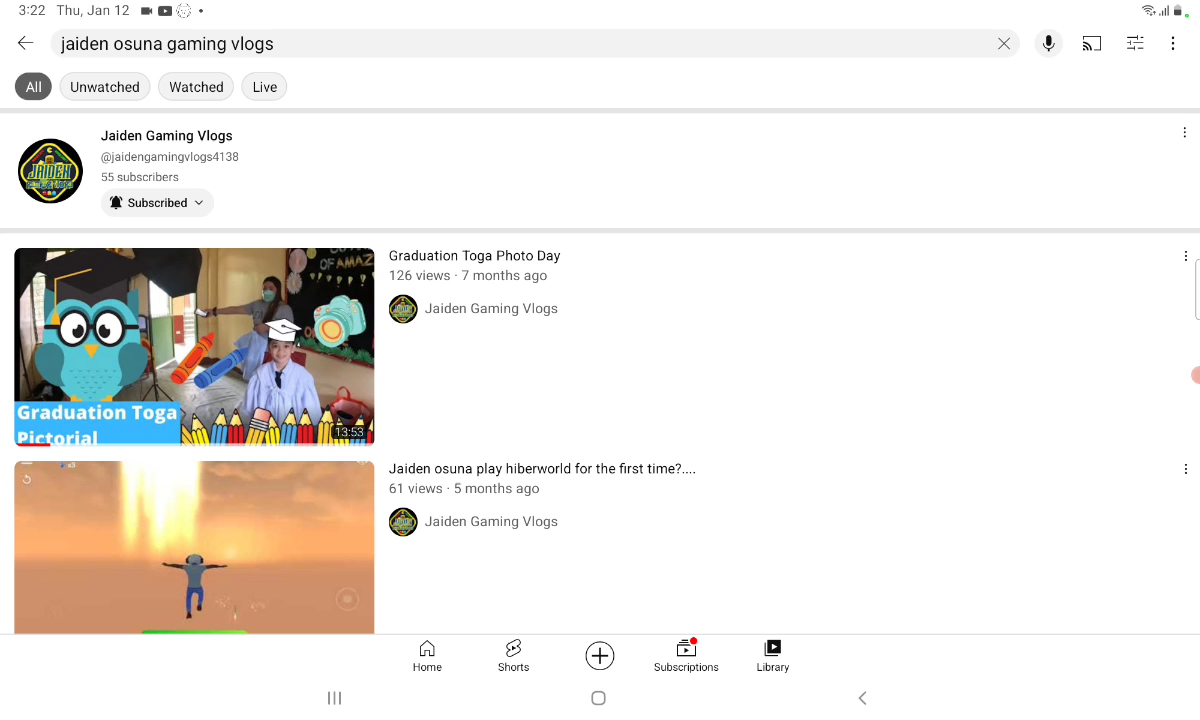 3:22 Thu, Jan 12
jaiden osuna gaming vlogs
All Unwatched Watched Live
Jaiden Gaming Vlogs
@jaidengamingvlogs4138
55 subscribers
Subscribed
Graduation Toga Photo Day
126 views · 7 months ago
Jaiden Gaming Vlogs
OF AMAZ
Graduation Toga
Pictorial
13:53
Jaiden osuna play hiberworld for the first time?....
61 views · 5 months ago
Jaiden Gaming Vlogs
x3
Home Shorts Subscriptions Library